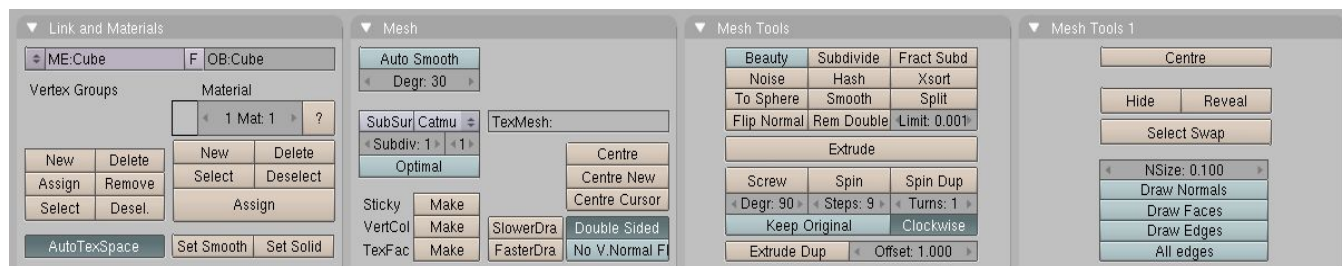 Link and Materials
ME:Cube F OB:Cube
Vertex Groups Material
1 Mat: 1 ?
New Delete
Assign Remove
Select Desel.
New Delete
Select Deselect
Assign
AutoTexSpace Set Smooth Set Solid
Mesh
Auto Smooth
Degr: 30
SubSur Catmu TexMesh:
Subdiv: 1 1
Optimal
Centre
Centre New
Centre Cursor
Sticky Make
VertCol Make SlowerDra Double Sided
TexFac Make FasterDra No V.Normal Fl
Mesh Tools
Beauty Subdivide Fract Subd
Noise Hash Xsort
To Sphere Smooth Split
Flip Normal Rem Double Limit: 0.001
Extrude
Screw Spin Spin Dup
Degr: 90 Steps: 9 Turns: 1
Keep Original Clockwise
Extrude Dup Offset: 1.000
Mesh Tools 1
Centre
Hide Reveal
Select Swap
NSize: 0.100
Draw Normals
Draw Faces
Draw Edges
All edges